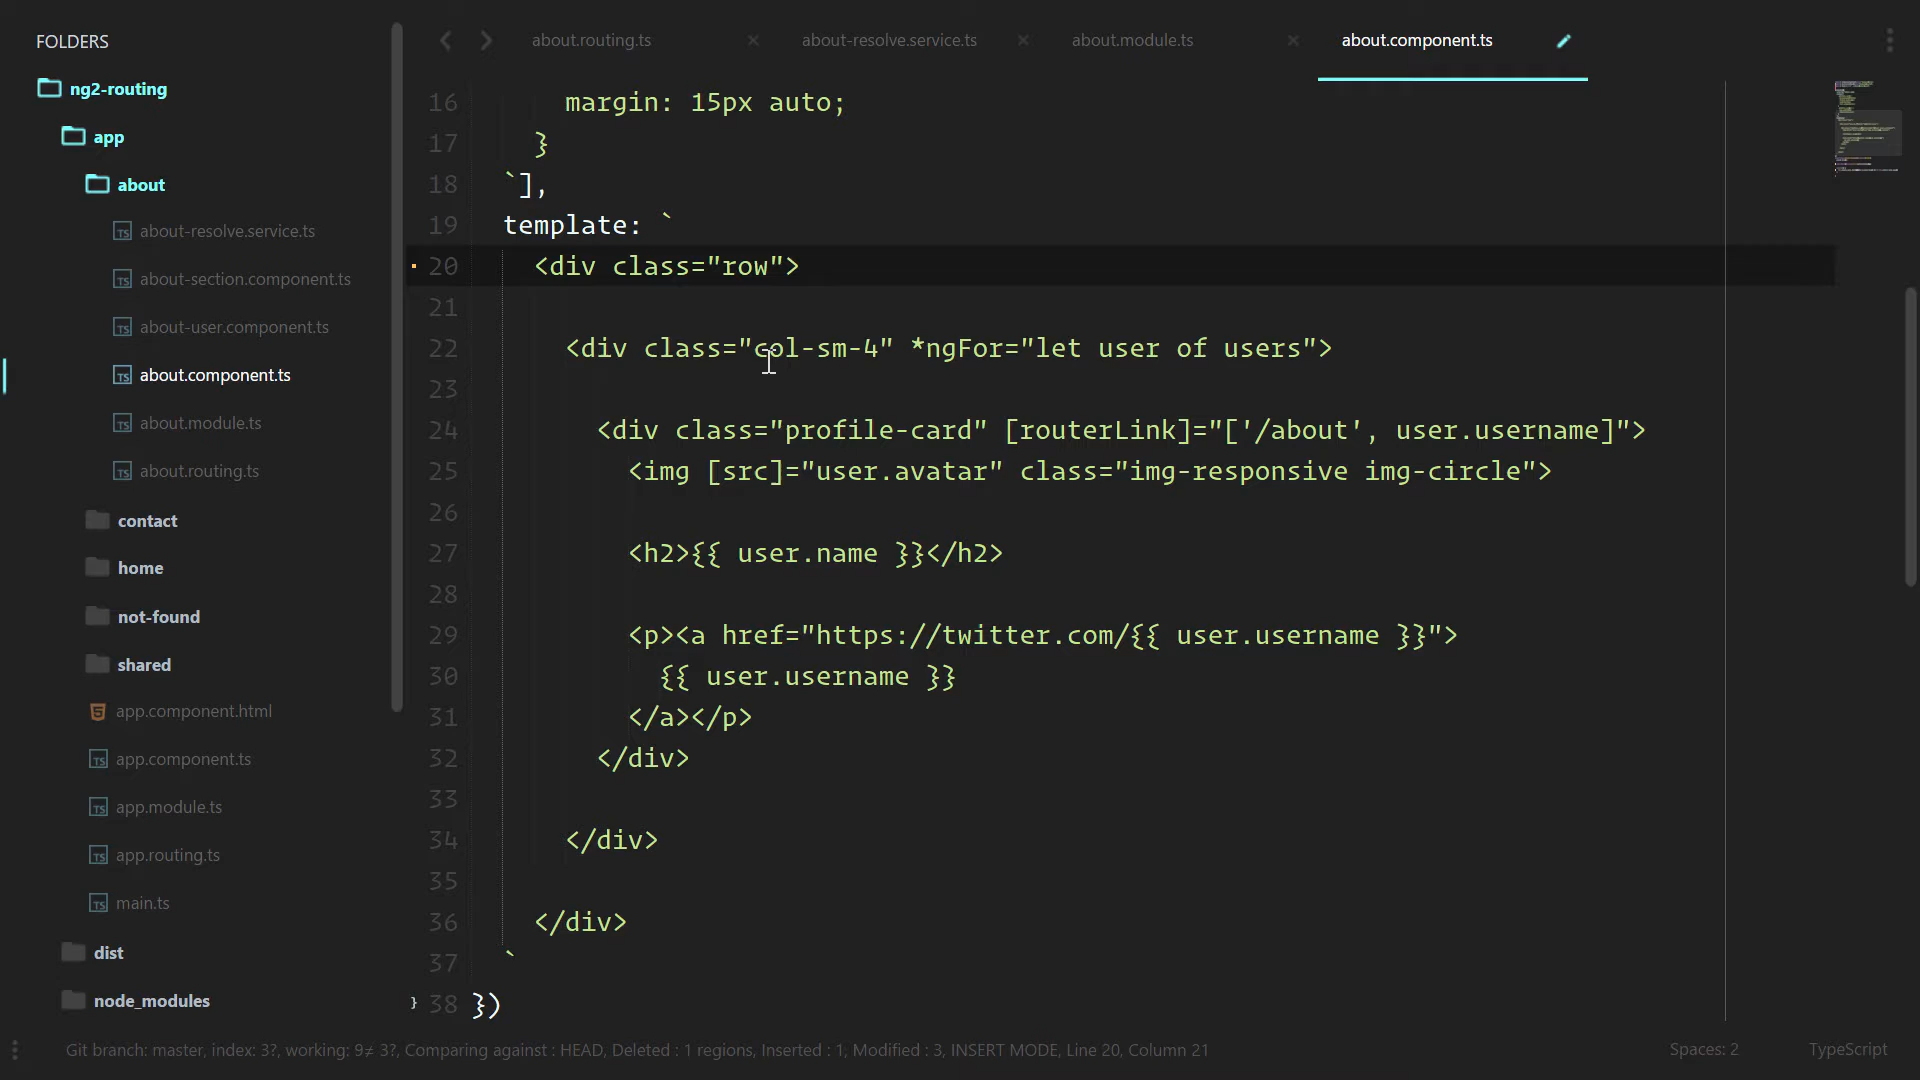 FOLDERS
ng2-routing
app
about
about-resolve.service.ts
about-section.component.ts
about-user.component.ts
about.component.ts
about.module.ts
about.routing.ts
contact
home
not-found
shared
app.component.html
app.component.ts
app.module.ts
app.routing.ts
main.ts
dist
node_modules
about.routing.ts × about-resolve.service.ts × about.module.ts × about.component.ts
16 margin: 15px auto;
17 }
18 `],
19 template: `
20 <div class="row">
21
22 <div class="col-sm-4" *ngFor="let user of users">
23
24 <div class="profile-card" [routerLink]="['/about', user.username]">
25 <img [src]="user.avatar" class="img-responsive img-circle">
26
27 <h2>{{ user.name }}</h2>
28
29 <p><a href="https://twitter.com/{{ user.username }}">
30 {{ user.username }}
31 </a></p>
32 </div>
33
34 </div>
35
36 </div>
37 `
} 38 })
Git branch: master, index: 3?, working: 9≠ 3?, Comparing against : HEAD, Deleted : 1 regions, Inserted : 1, Modified : 3, INSERT MODE, Line 20, Column 21
Spaces: 2
TypeScript